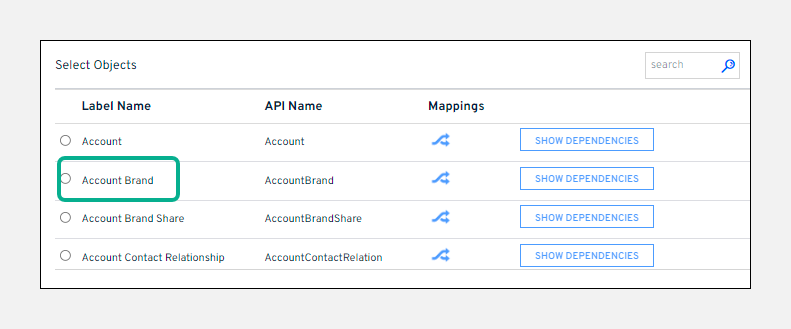 Select Objects
search
Label Name API Name Mappings
Account Account SHOW DEPENDENCIES
Account Brand AccountBrand SHOW DEPENDENCIES
Account Brand Share AccountBrandShare SHOW DEPENDENCIES
Account Contact Relationship AccountContactRelation SHOW DEPENDENCIES